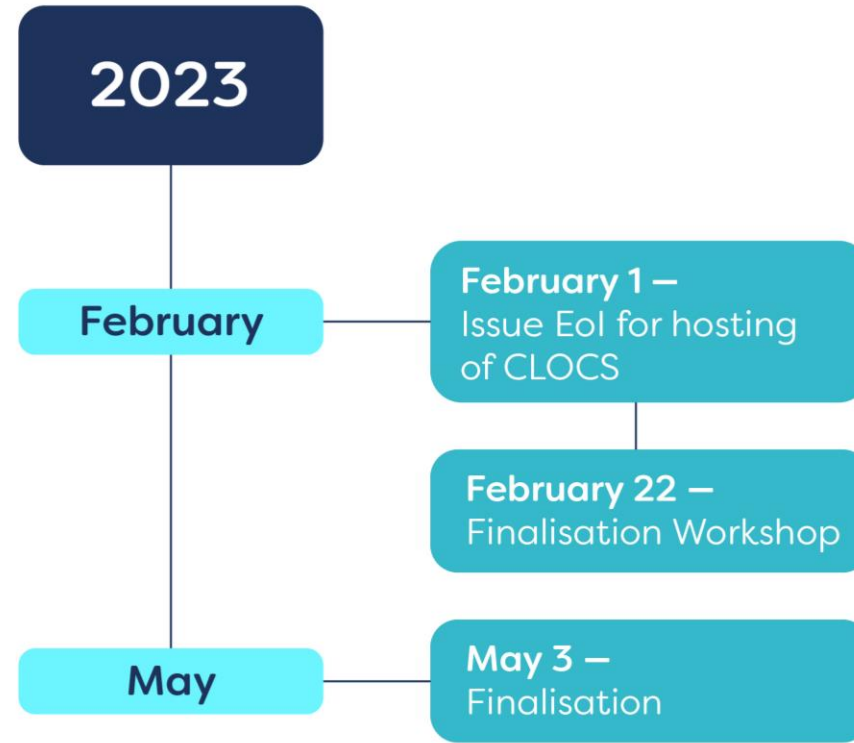 2023
February
February 1 –
Issue EoI for hosting
of CLOCS
February 22 –
Finalisation Workshop
May
May 3 –
Finalisation